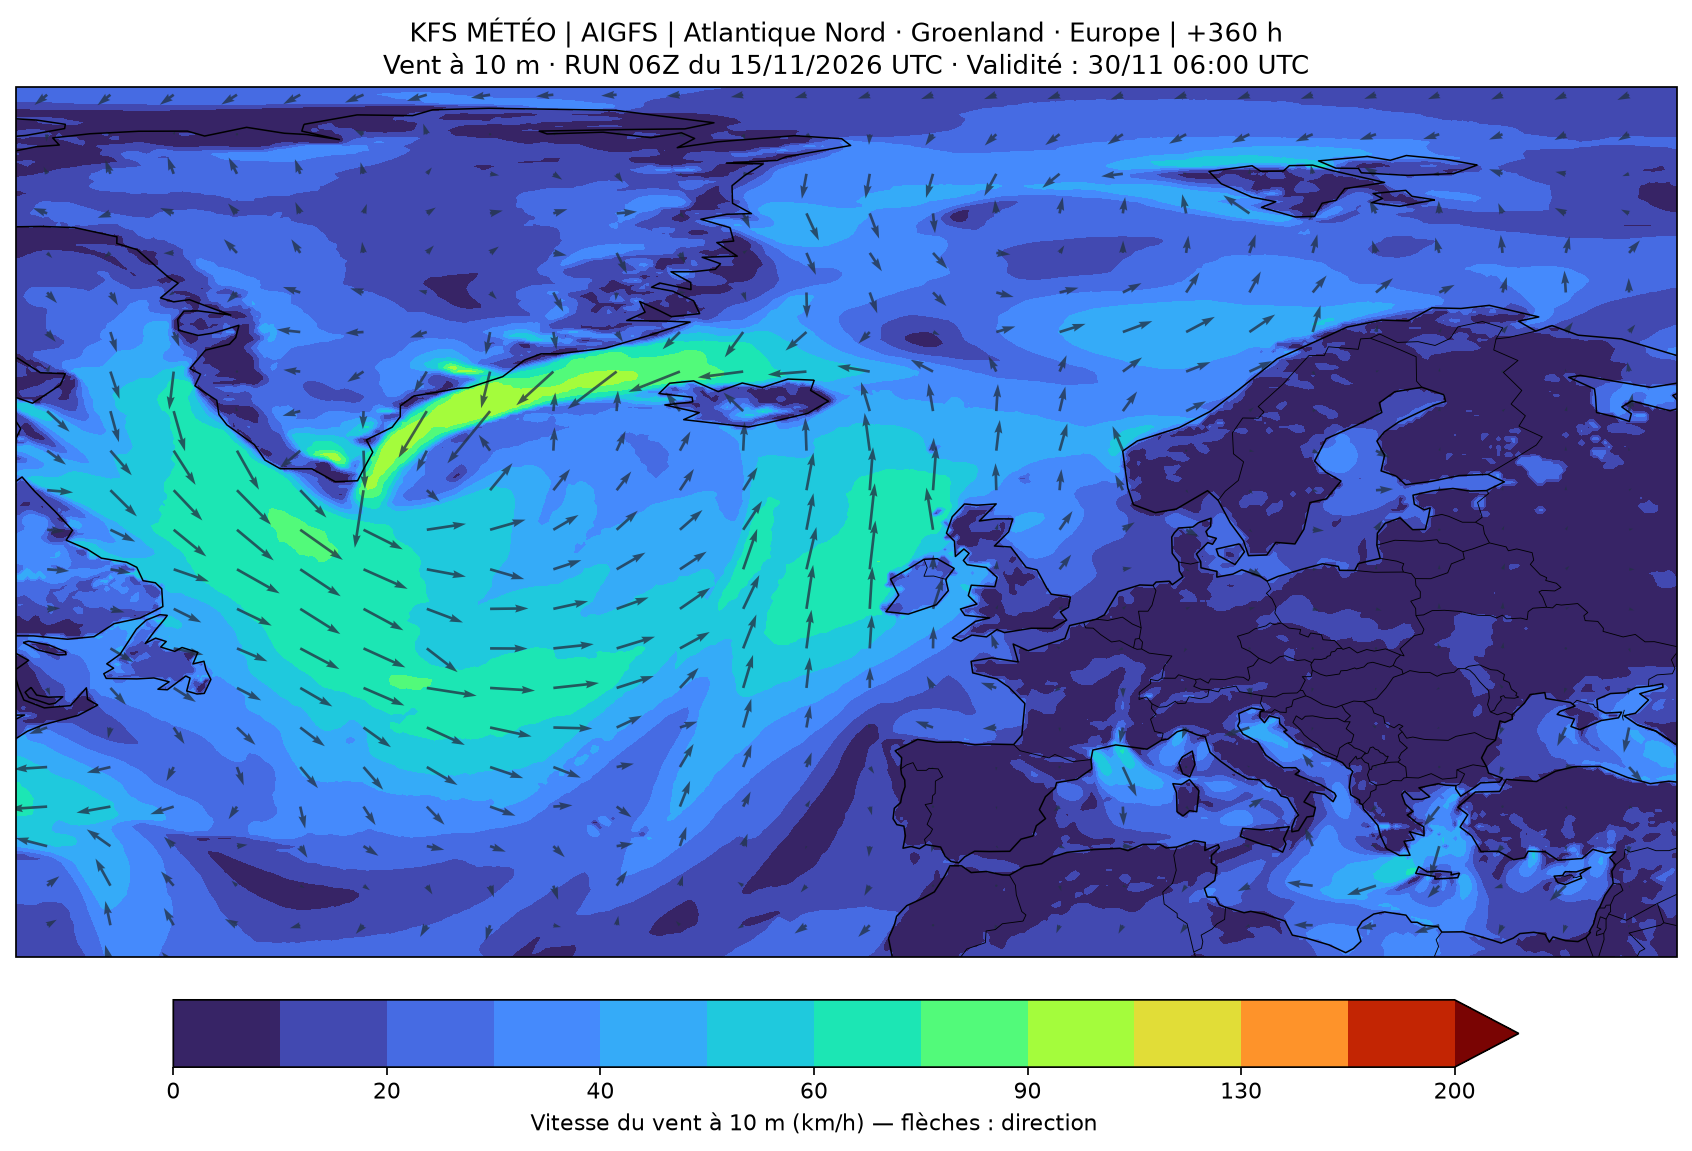 KFS MÉTÉO | AIGFS | Atlantique Nord · Groenland · Europe | +360 h
Vent à 10 m · RUN 06Z du 15/11/2026 UTC · Validité : 30/11 06:00 UTC
0 20 40 60 90 130 200
Vitesse du vent à 10 m (km/h) — flèches : direction